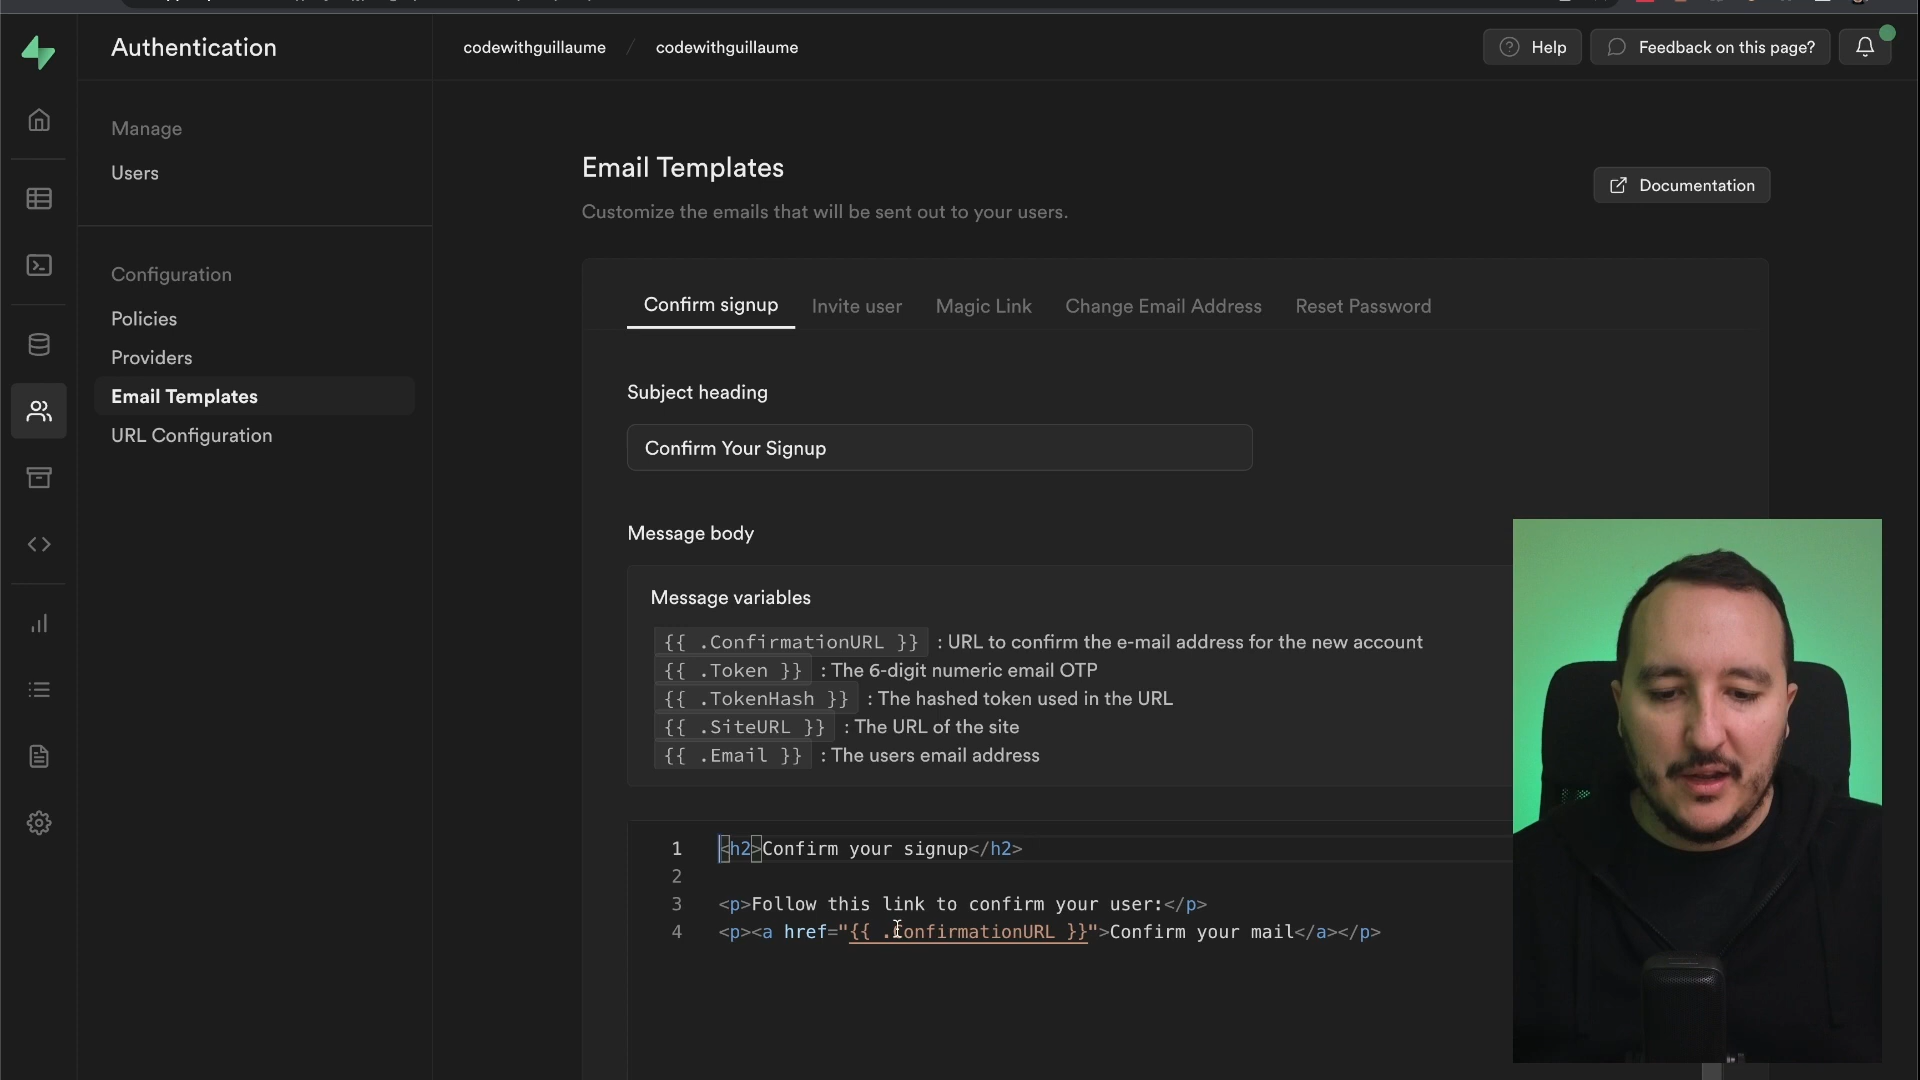 Authentication
codewithguillaume / codewithguillaume
Help
Feedback on this page?
Manage
Users
Configuration
Policies
Providers
Email Templates
URL Configuration
Email Templates
Customize the emails that will be sent out to your users.
Documentation
Confirm signup Invite user Magic Link Change Email Address Reset Password
Subject heading
Confirm Your Signup
Message body
Message variables
{{ .ConfirmationURL }} : URL to confirm the e-mail address for the new account
{{ .Token }} : The 6-digit numeric email OTP
{{ .TokenHash }} : The hashed token used in the URL
{{ .SiteURL }} : The URL of the site
{{ .Email }} : The users email address
1 <h2>Confirm your signup</h2>
2
3 <p>Follow this link to confirm your user:</p>
4 <p><a href="{{ .ConfirmationURL }}">Confirm your mail</a></p>